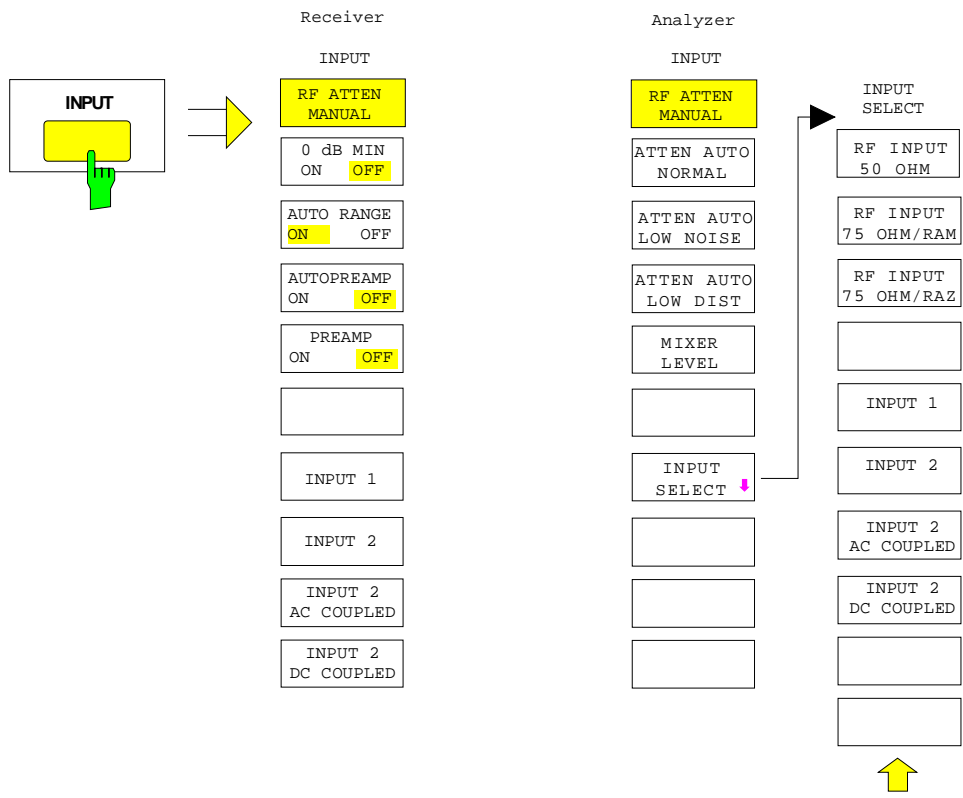 Receiver
INPUT
INPUT
RF ATTEN
MANUAL
0 dB MIN
ON OFF
AUTO RANGE
ON OFF
AUTOPREAMP
ON OFF
PREAMP
ON OFF
INPUT 1
INPUT 2
INPUT 2
AC COUPLED
INPUT 2
DC COUPLED
Analyzer
INPUT
RF ATTEN
MANUAL
ATTEN AUTO
NORMAL
ATTEN AUTO
LOW NOISE
ATTEN AUTO
LOW DIST
MIXER
LEVEL
INPUT
SELECT
INPUT
SELECT
RF INPUT
50 OHM
RF INPUT
75 OHM/RAM
RF INPUT
75 OHM/RAZ
INPUT 1
INPUT 2
INPUT 2
AC COUPLED
INPUT 2
DC COUPLED